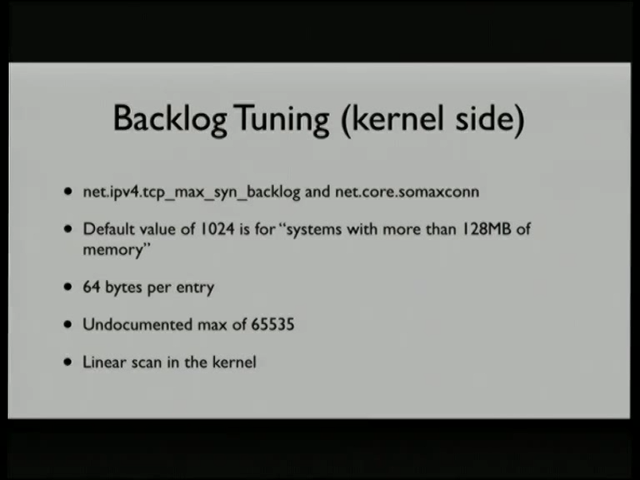 Backlog Tuning (kernel side)
• net.ipv4.tcp_max_syn_backlog and net.core.somaxconn
• Default value of 1024 is for “systems with more than 128MB of
memory”
• 64 bytes per entry
• Undocumented max of 65535
• Linear scan in the kernel